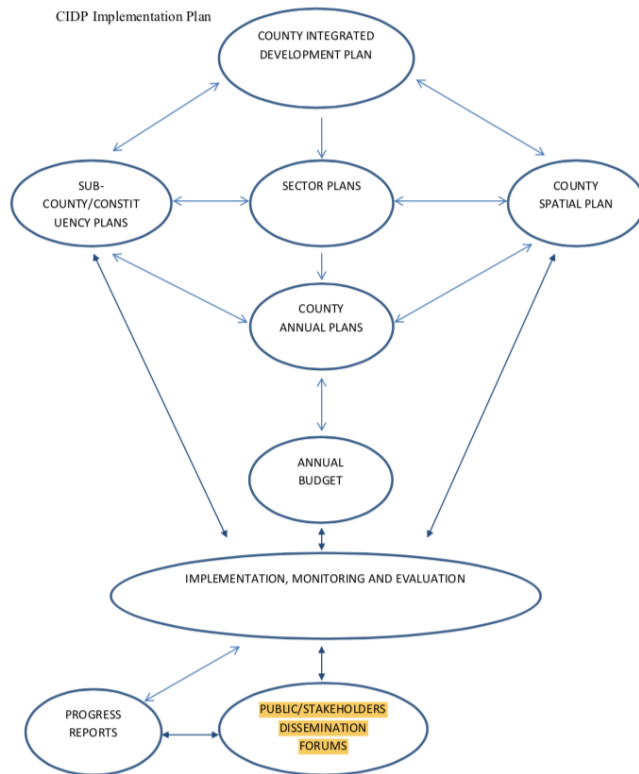 CIDP Implementation Plan
COUNTY INTEGRATED
DEVELOPMENT PLAN
SUB-
COUNTY/CONSTIT
UENCY PLANS
SECTOR PLANS
COUNTY
SPATIAL PLAN
COUNTY
ANNUAL PLANS
ANNUAL
BUDGET
IMPLEMENTATION, MONITORING AND EVALUATION
PROGRESS
REPORTS
PUBLIC/STAKEHOLDERS
DISSEMINATION
FORUMS